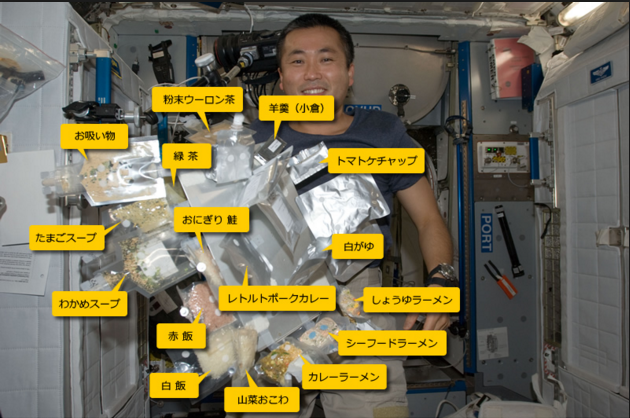 粉末ウーロン茶
羊羹（小倉）
お吸い物
緑 茶
トマトケチャップ
おにぎり 鮭
たまごスープ
白がゆ
わかめスープ
レトルトポークカレー
しょうゆラーメン
赤 飯
シーフードラーメン
カレーラーメン
白 飯
山菜おこわ
PORT